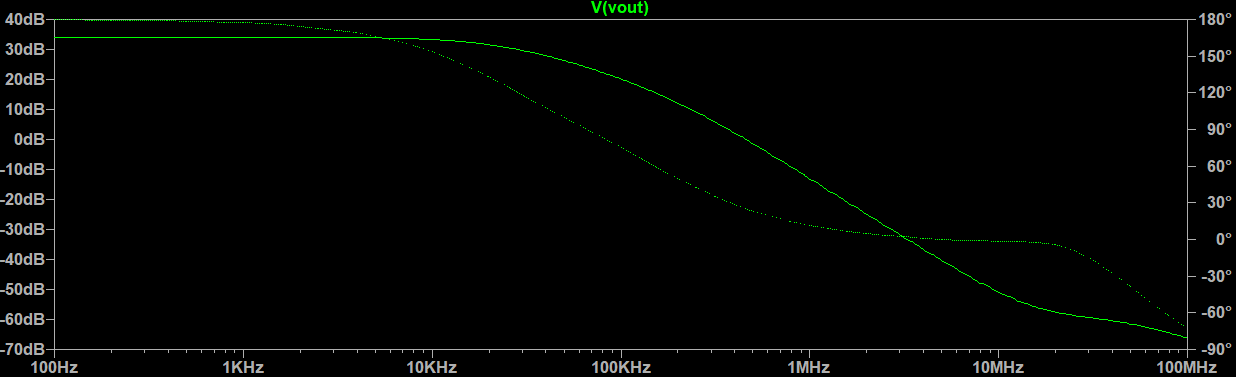 V(vout)
40dB
30dB
20dB
10dB
0dB
-10dB
-20dB
-30dB
-40dB
-50dB
-60dB
-70dB
180°
150°
120°
90°
60°
30°
0°
-30°
-60°
-90°
100Hz 1KHz 10KHz 100KHz 1MHz 10MHz 100MHz